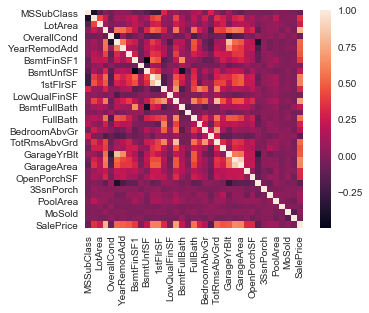 MSSubClass
LotArea
OverallCond
YearRemodAdd
BsmtFinSF1
BsmtUnfSF
1stFlrSF
LowQualFinSF
BsmtFullBath
FullBath
BedroomAbvGr
TotRmsAbvGrd
GarageYrBlt
GarageArea
OpenPorchSF
3SsnPorch
PoolArea
MoSold
SalePrice
1.00
0.75
0.50
0.25
0.00
−0.25
MSSubClass
LotArea
OverallCond
YearRemodAdd
BsmtFinSF1
BsmtUnfSF
1stFlrSF
LowQualFinSF
BsmtFullBath
FullBath
BedroomAbvGr
TotRmsAbvGrd
GarageYrBlt
GarageArea
OpenPorchSF
3SsnPorch
PoolArea
MoSold
SalePrice